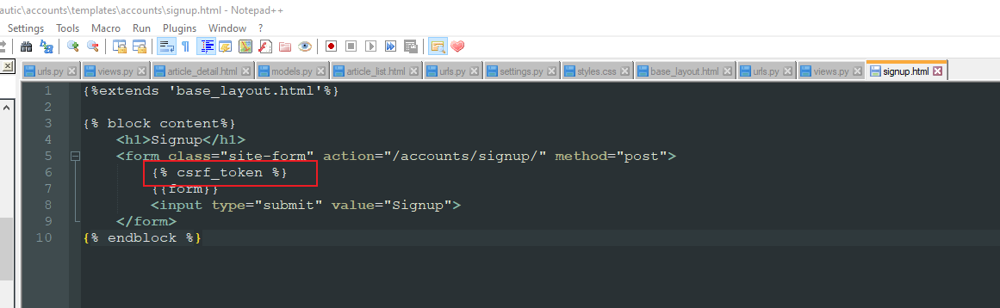 autic\accounts\templates\accounts\signup.html - Notepad++
Settings Tools Macro Run Plugins Window ?
urls.py views.py article_detail.html models.py article_list.html urls.py settings.py styles.css base_layout.html urls.py views.py signup.html
1 {%extends 'base_layout.html'%}
2
3 {% block content%}
4 <h1>Signup</h1>
5 <form class="site-form" action="/accounts/signup/" method="post">
6 {% csrf_token %}
7 {{form}}
8 <input type="submit" value="Signup">
9 </form>
10 {% endblock %}